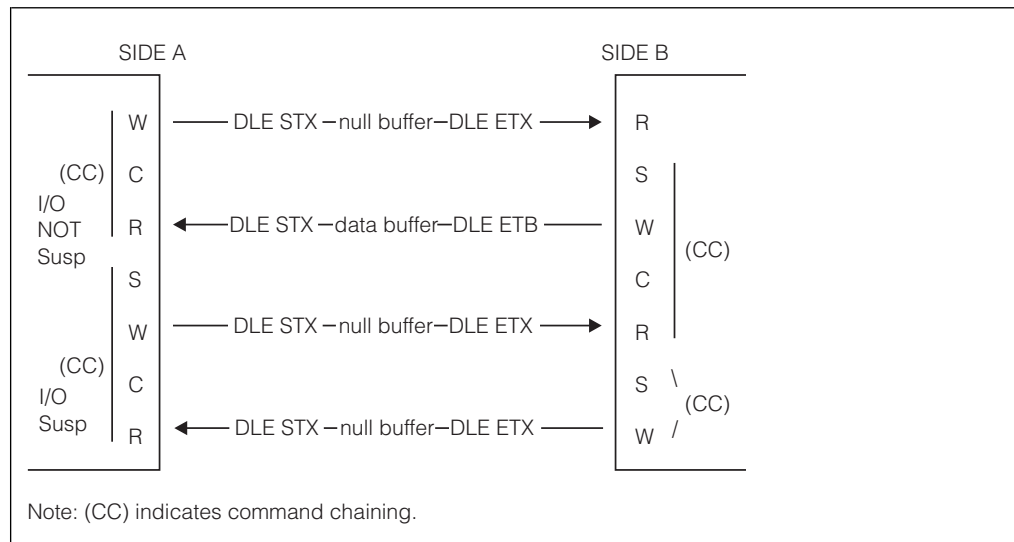 SIDE A SIDE B
W DLE STX – null buffer – DLE ETX R
(CC) C S
I/O
NOT R DLE STX – data buffer – DLE ETB W
Susp (CC)
S C
W DLE STX – null buffer – DLE ETX R
(CC) C S \
I/O (CC)
Susp R DLE STX – null buffer – DLE ETX W /
Note: (CC) indicates command chaining.